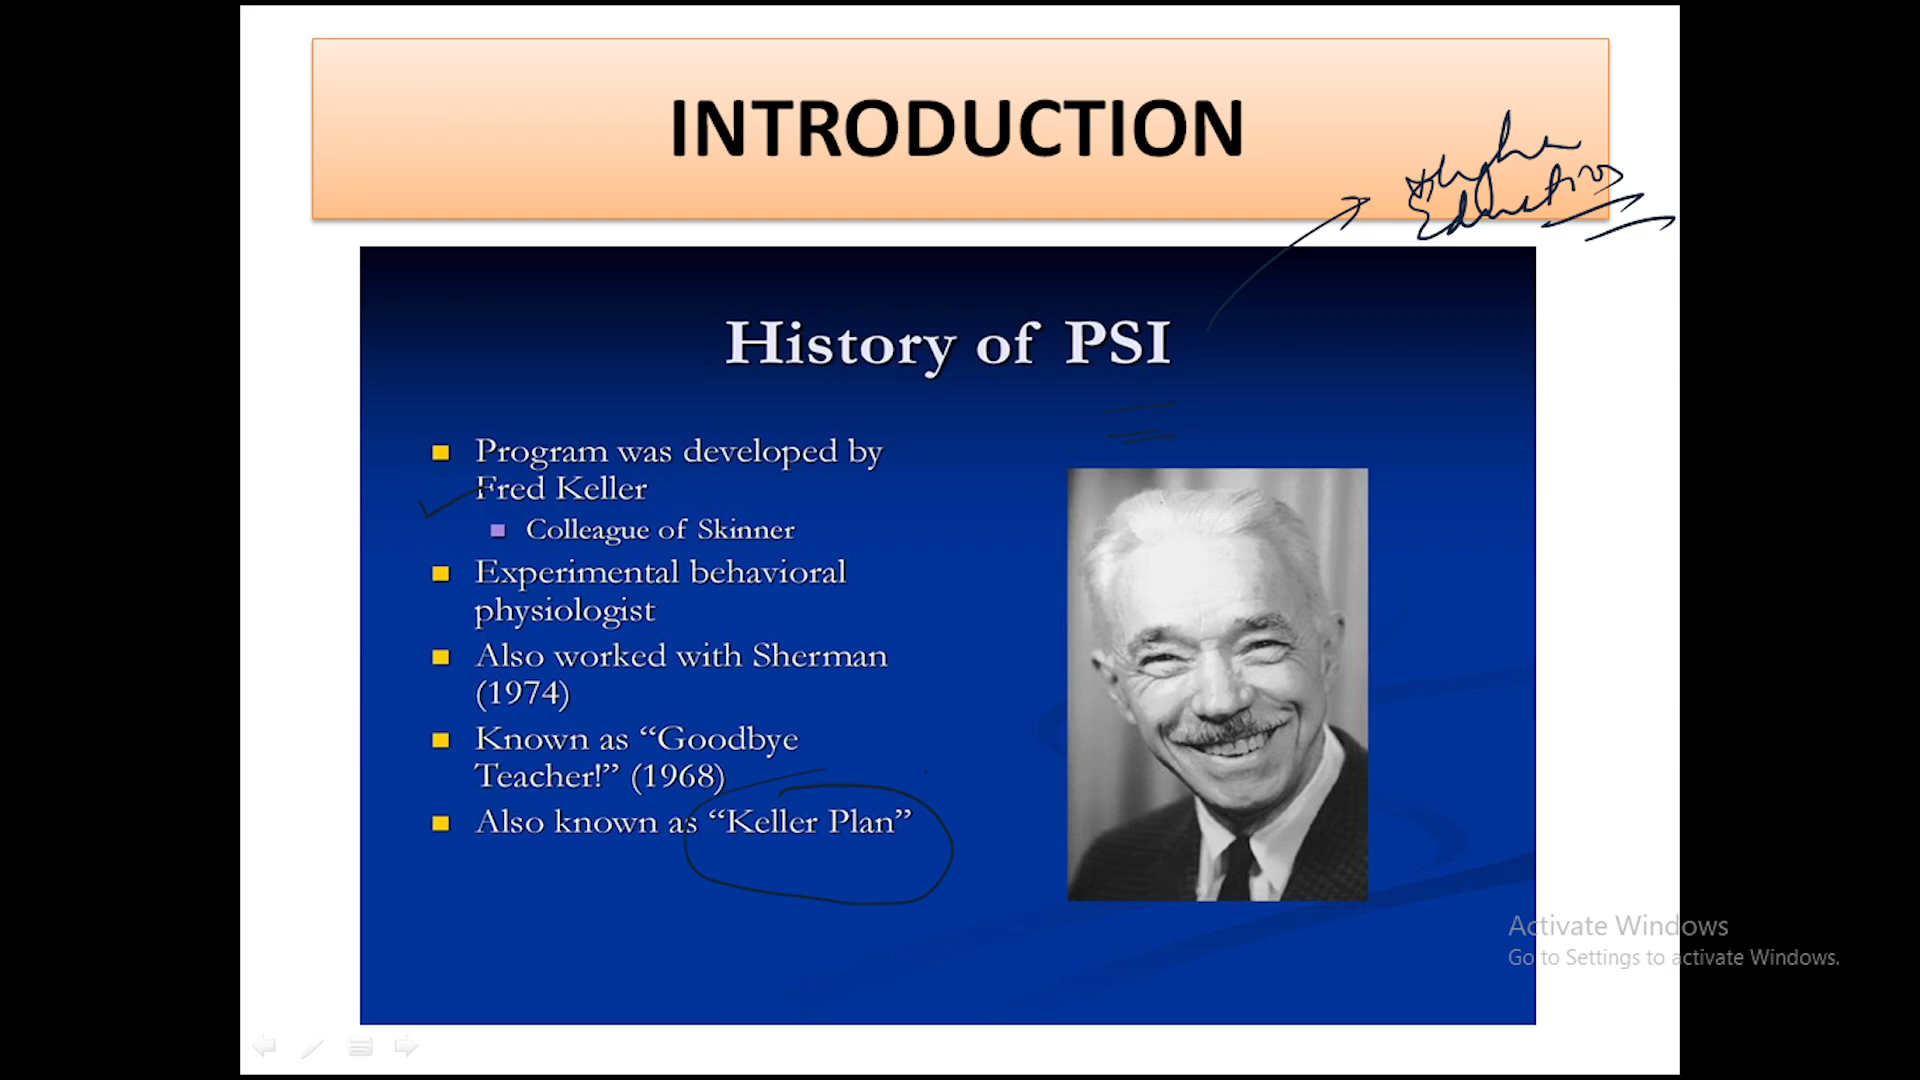 INTRODUCTION
Higher
Education
History of PSI
Program was developed by
Fred Keller
Colleague of Skinner
Experimental behavioral
physiologist
Also worked with Sherman
(1974)
Known as “Goodbye
Teacher!” (1968)
Also known as “Keller Plan”
Activate Windows
Go to Settings to activate Windows.